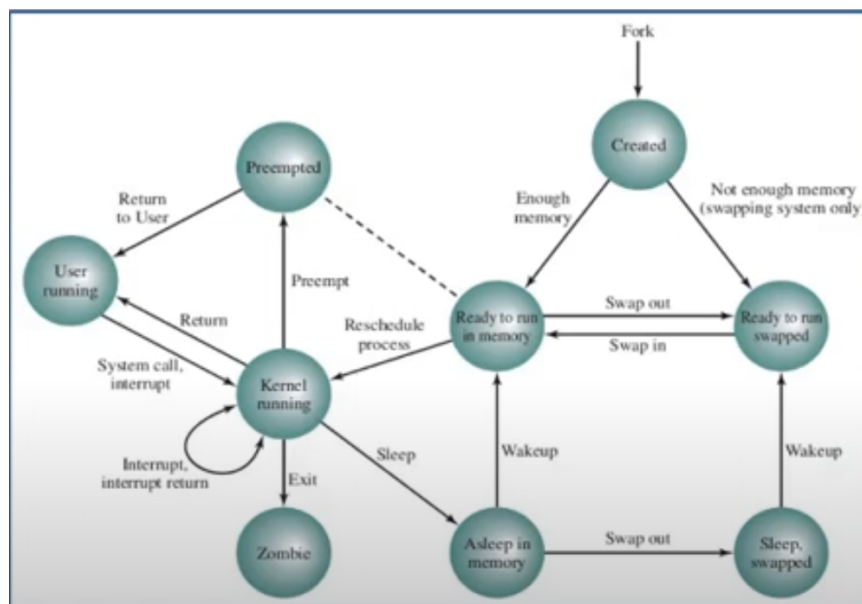 Fork
Created
Preempted
Return
to User
Enough
memory
Not enough memory
(swapping system only)
User
running
Preempt
Return
Reschedule
process
Ready to run
in memory
Swap out
Swap in
Ready to run
swapped
System call,
interrupt
Kernel
running
Interrupt,
interrupt return
Sleep
Wakeup
Wakeup
Exit
Zombie
Asleep in
memory
Swap out
Sleep,
swapped